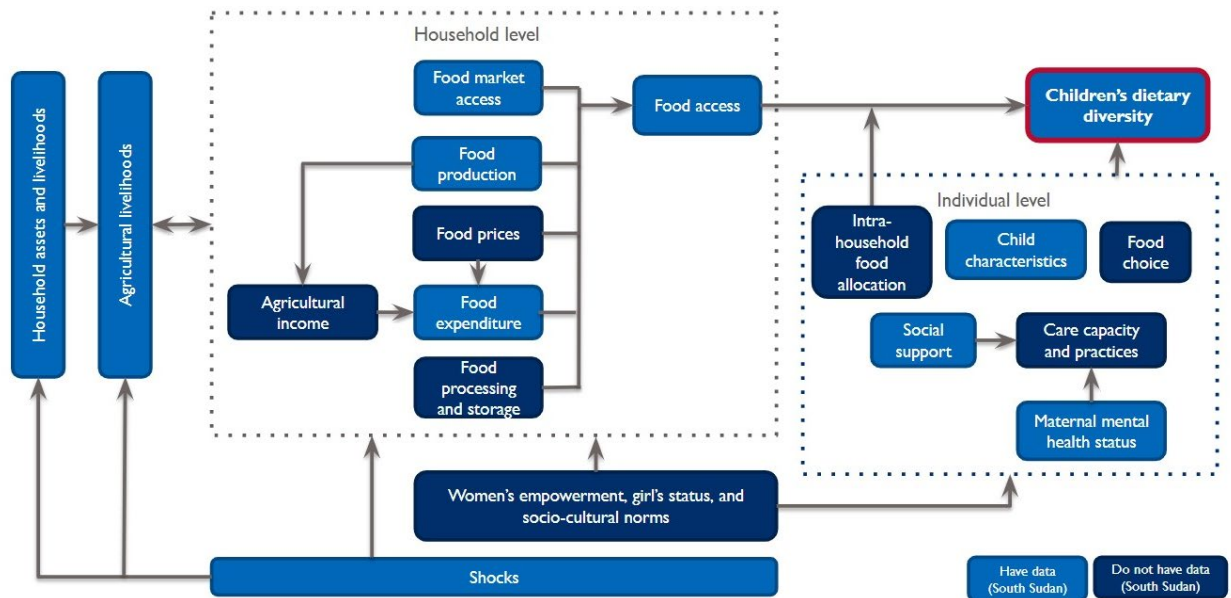 Household level
Food market
access
Food access
Children's dietary
diversity
Household assets and livelihoods
Agricultural livelihoods
Food
production
Individual level
Intra-
household
food
allocation
Child
characteristics
Food
choice
Food prices
Agricultural
income
Food
expenditure
Social
support
Care capacity
and practices
Food
processing
and storage
Maternal mental
health status
Women's empowerment, girl's status, and
socio-cultural norms
Shocks
Have data
(South Sudan)
Do not have data
(South Sudan)